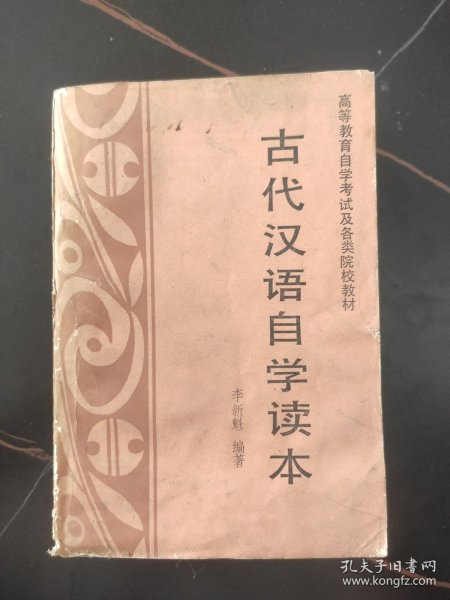 高等教育自学考试及各类院校教材
古代汉语自学读本
李新魁 编著
孔夫子旧书网
www.kongfz.com